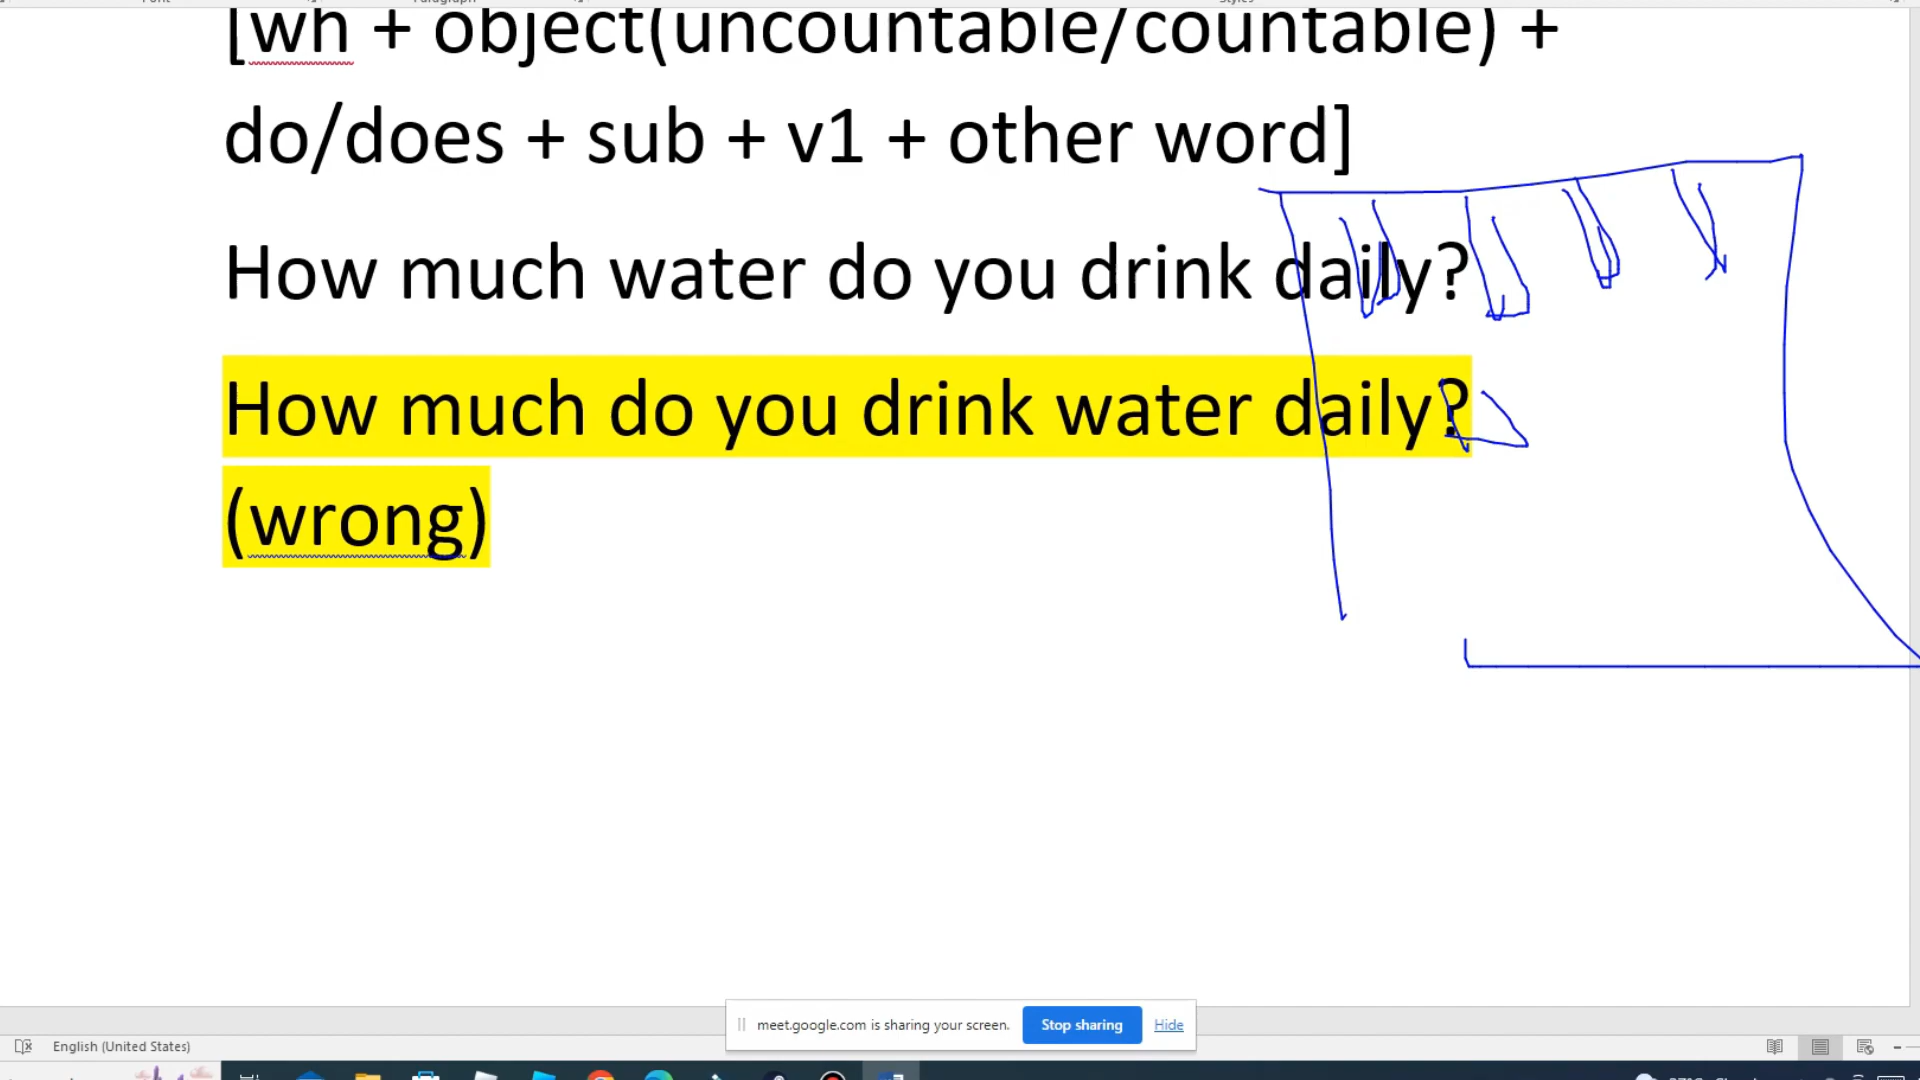 [wh + object(uncountable/countable) +
do/does + sub + v1 + other word]
How much water do you drink daily?
How much do you drink water daily?
(wrong)
meet.google.com is sharing your screen. Stop sharing Hide
English (United States)